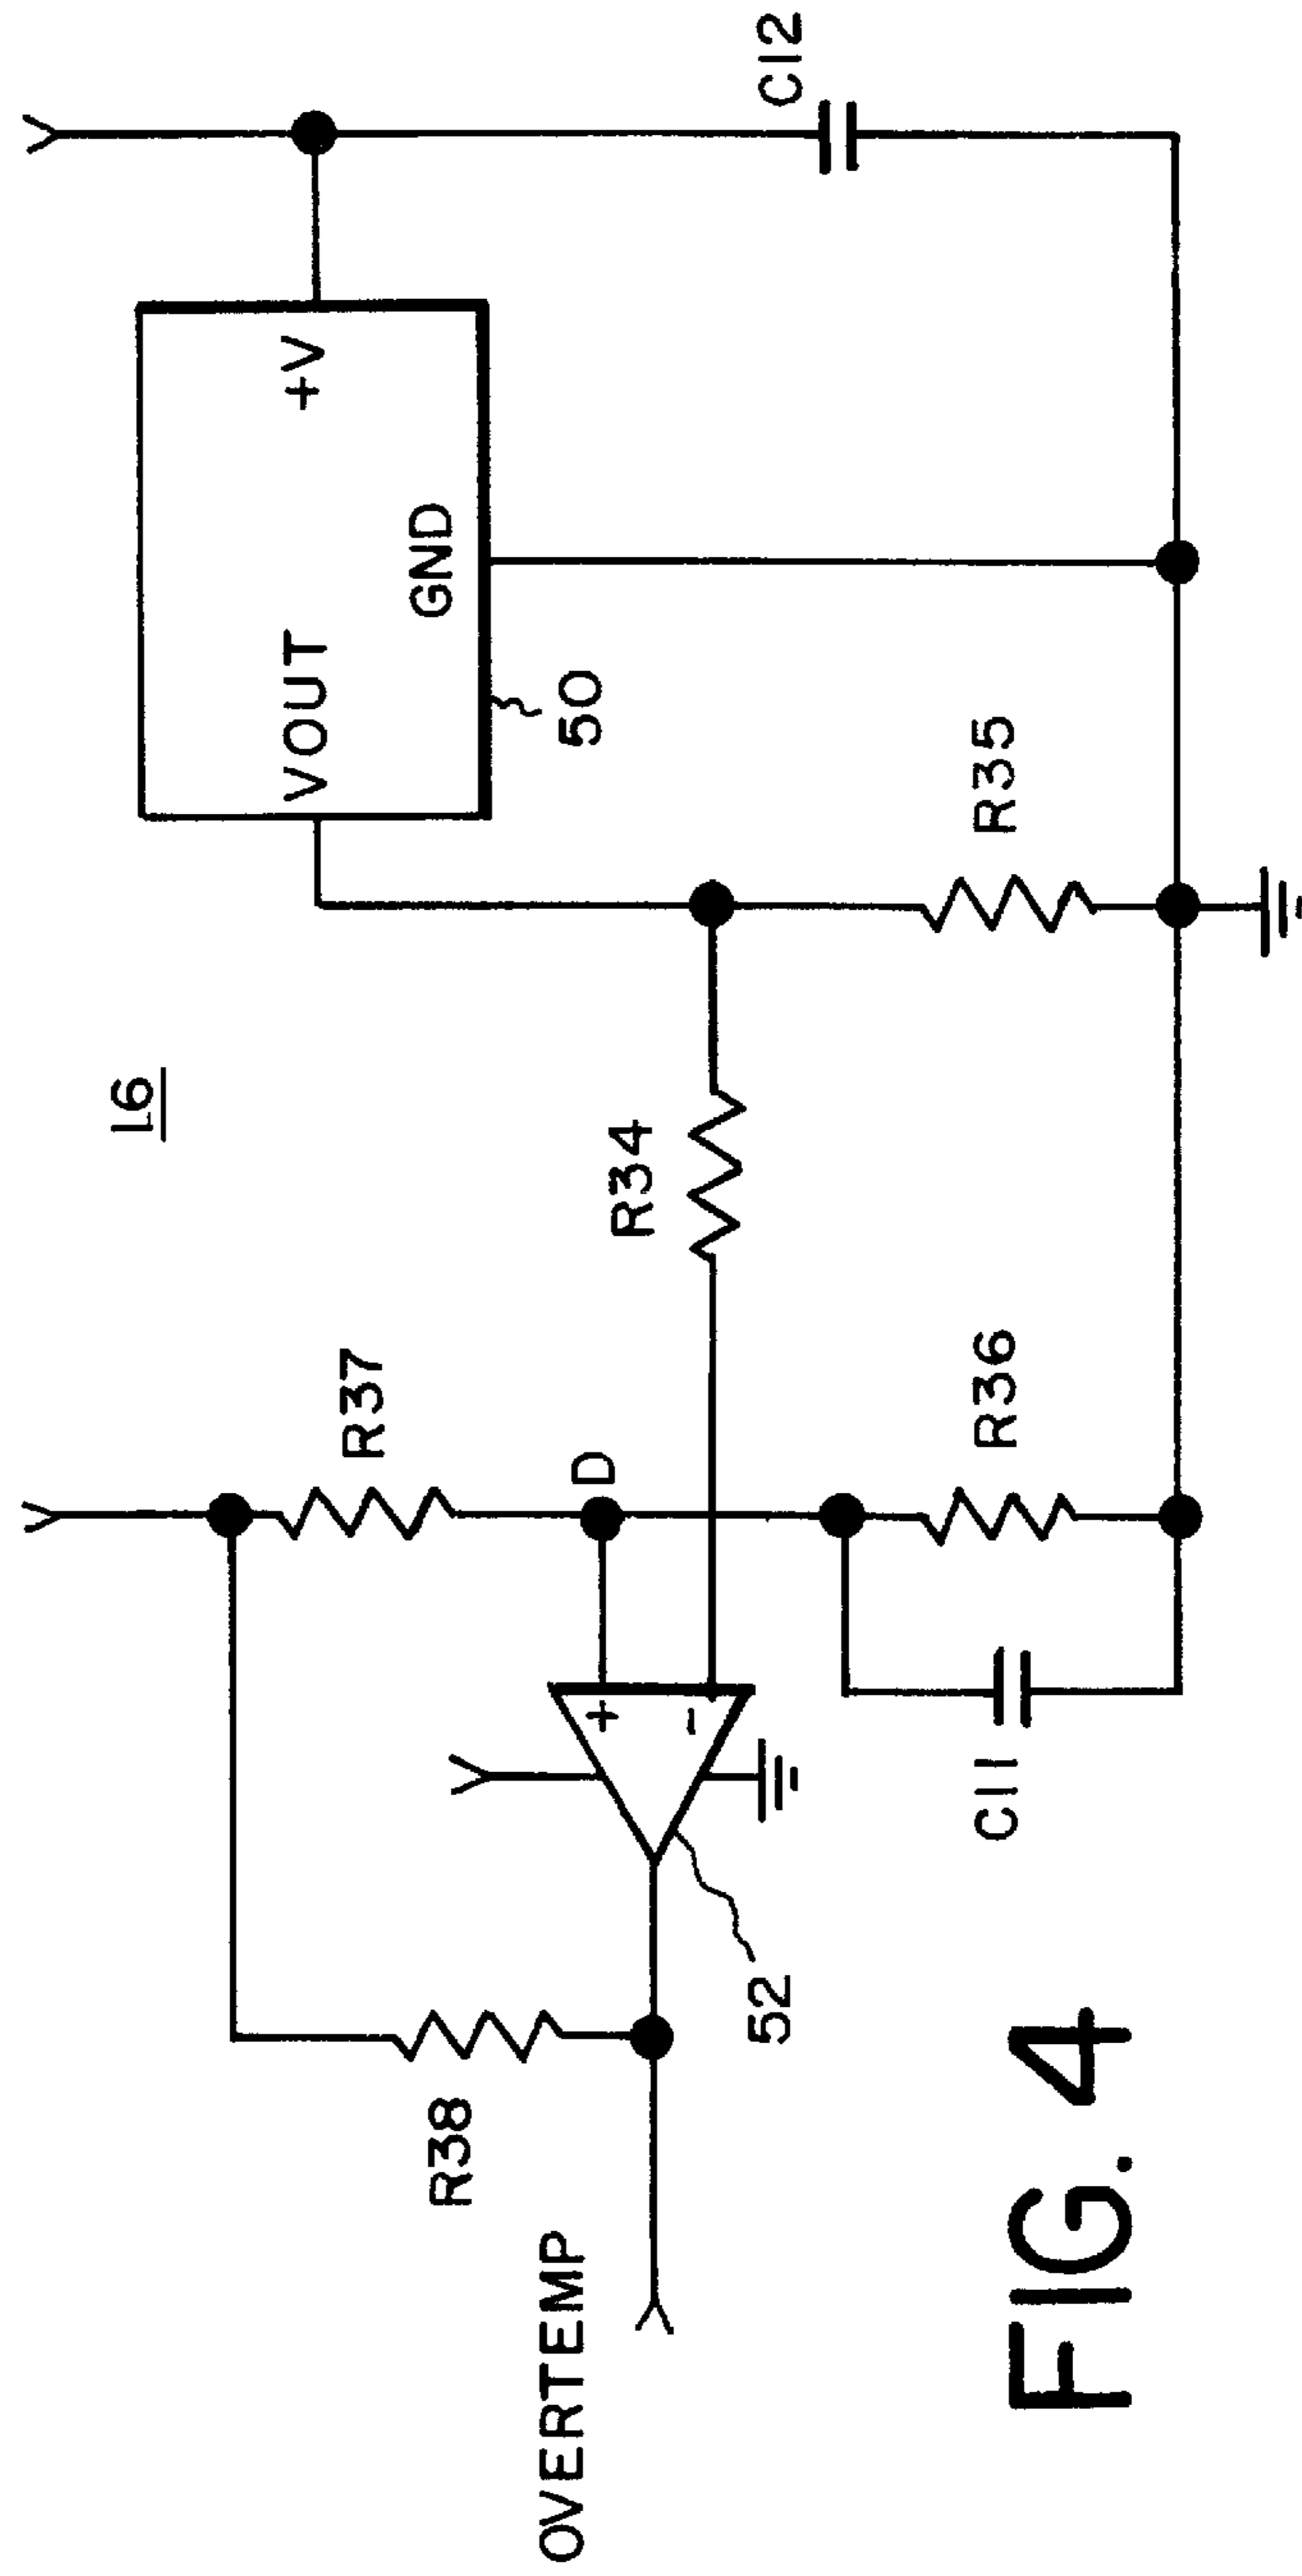 16
OVERTEMP
R38
R37
D
+
-
52
R34
VOUT
+V
GND
50
C12
R35
R36
C11
FIG. 4